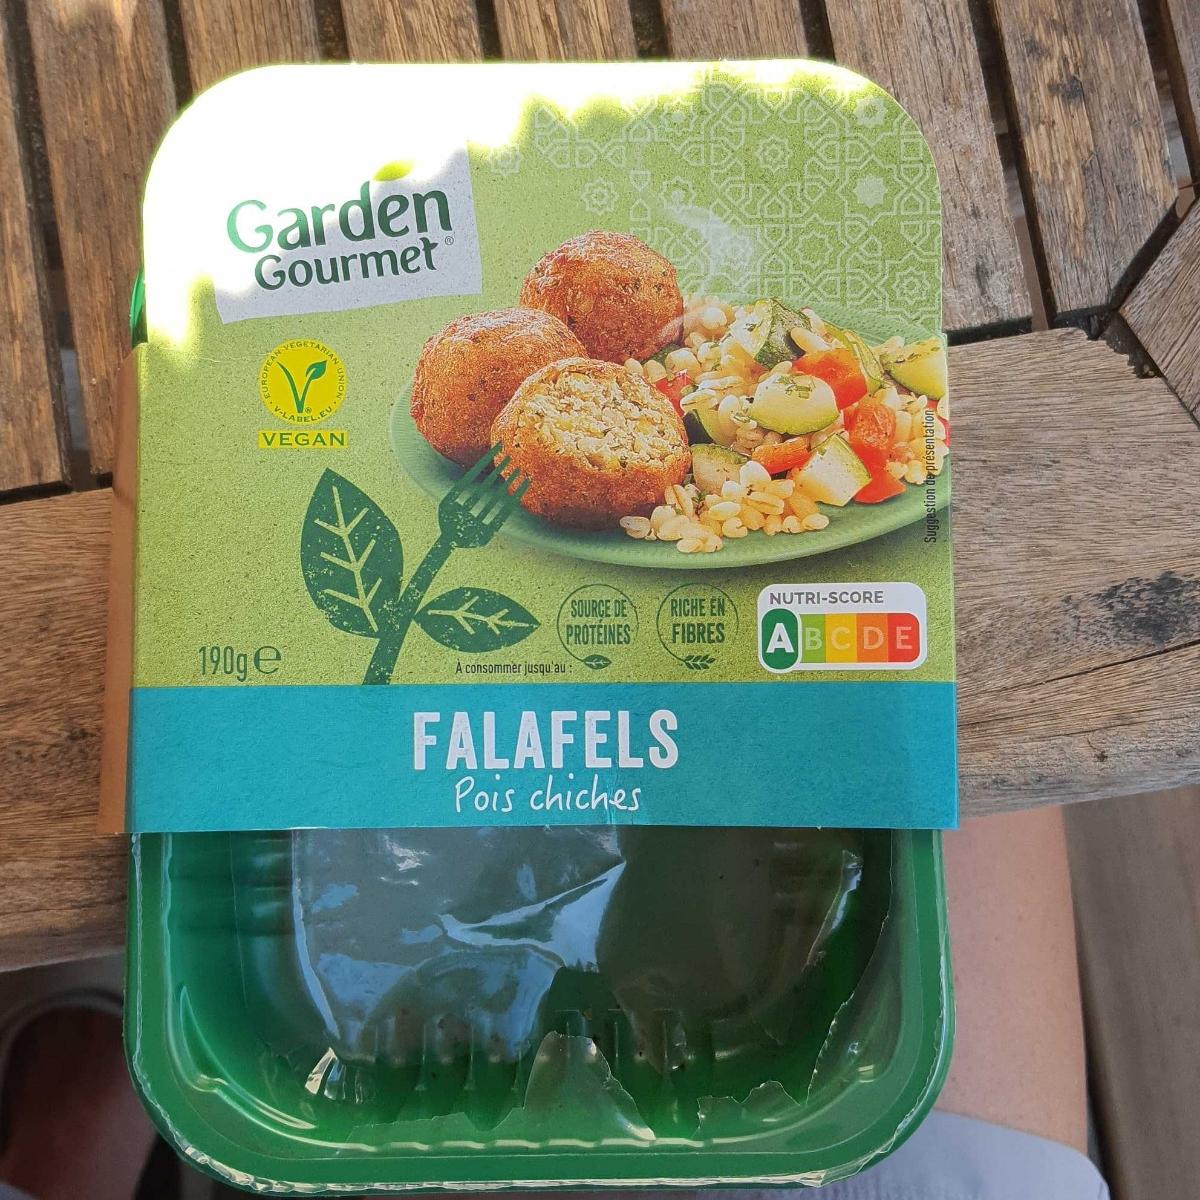 Garden
Gourmet®
EUROPEAN VEGETARIAN UNION
V-LABEL.EU
VEGAN
Suggestion de présentation
SOURCE DE
PROTÉINES
RICHE EN
FIBRES
NUTRI-SCORE
A B C D E
190g e
A consommer jusqu'au :
FALAFELS
Pois chiches